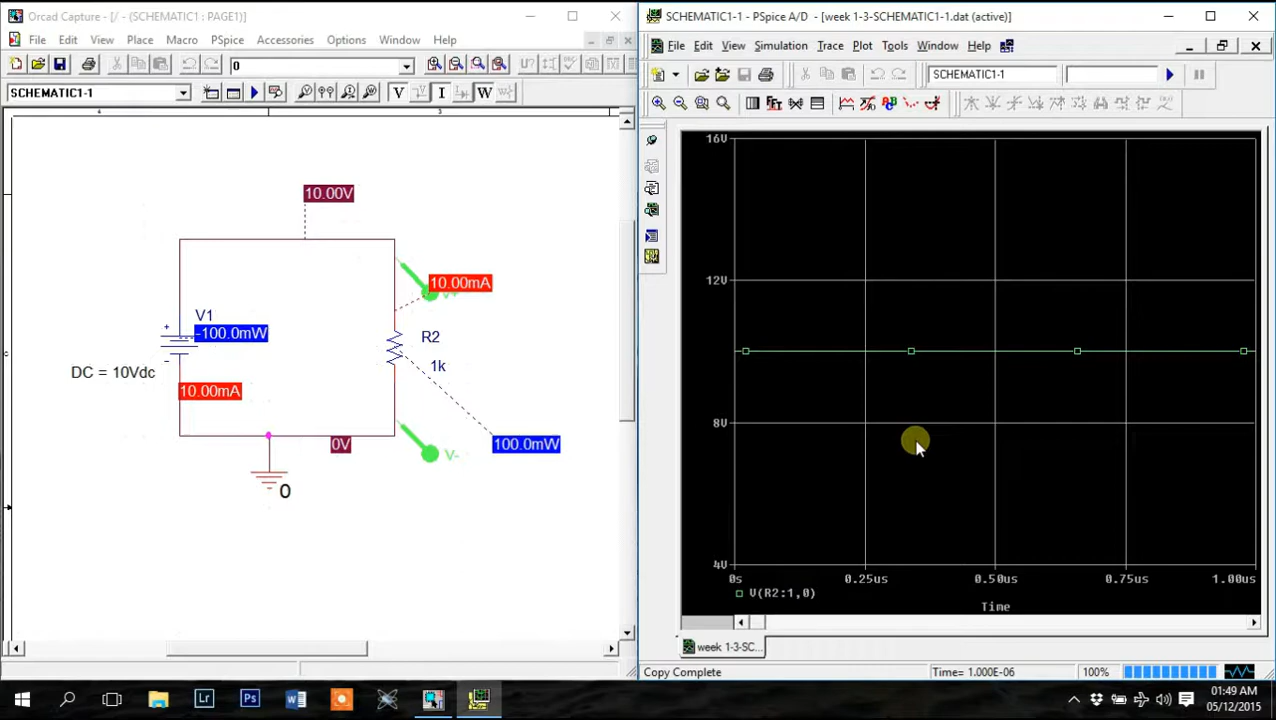 Orcad Capture - [/ - (SCHEMATIC1 : PAGE1)]
File Edit View Place Macro PSpice Accessories Options Window Help
0
SCHEMATIC1-1
V I W
10.00V
10.00mA
V+
V1
-100.0mW
R2
1k
DC = 10Vdc
10.00mA
0V
V-
100.0mW
0
SCHEMATIC1-1 - PSpice A/D - [week 1-3-SCHEMATIC1-1.dat (active)]
File Edit View Simulation Trace Plot Tools Window Help
SCHEMATIC1-1
16V
12V
8V
4V
0s 0.25us 0.50us 0.75us 1.00us
V(R2:1,0)
Time
week 1-3-SC...
Copy Complete Time= 1.000E-06 100%
Lr Ps
01:49 AM
05/12/2015